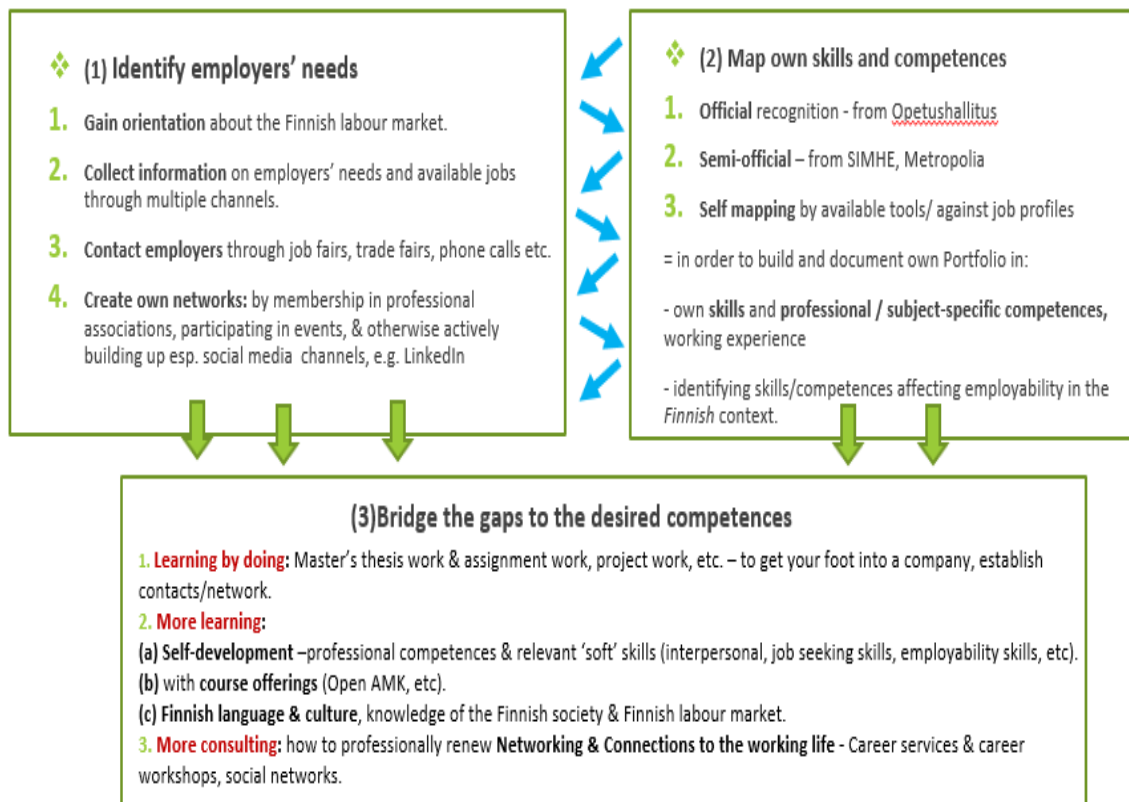 ❖ (1) Identify employers' needs
1. Gain orientation about the Finnish labour market.
2. Collect information on employers' needs and available jobs
through multiple channels.
3. Contact employers through job fairs, trade fairs, phone calls etc.
4. Create own networks: by membership in professional
associations, participating in events, & otherwise actively
building up esp. social media channels, e.g. LinkedIn
❖ (2) Map own skills and competences
1. Official recognition - from Opetushallitus
2. Semi-official – from SIMHE, Metropolia
3. Self mapping by available tools/ against job profiles
= in order to build and document own Portfolio in:
- own skills and professional / subject-specific competences,
working experience
- identifying skills/competences affecting employability in the
Finnish context.
(3)Bridge the gaps to the desired competences
1. Learning by doing: Master's thesis work & assignment work, project work, etc. – to get your foot into a company, establish
contacts/network.
2. More learning:
(a) Self-development –professional competences & relevant 'soft' skills (interpersonal, job seeking skills, employability skills, etc).
(b) with course offerings (Open AMK, etc).
(c) Finnish language & culture, knowledge of the Finnish society & Finnish labour market.
3. More consulting: how to professionally renew Networking & Connections to the working life - Career services & career
workshops, social networks.